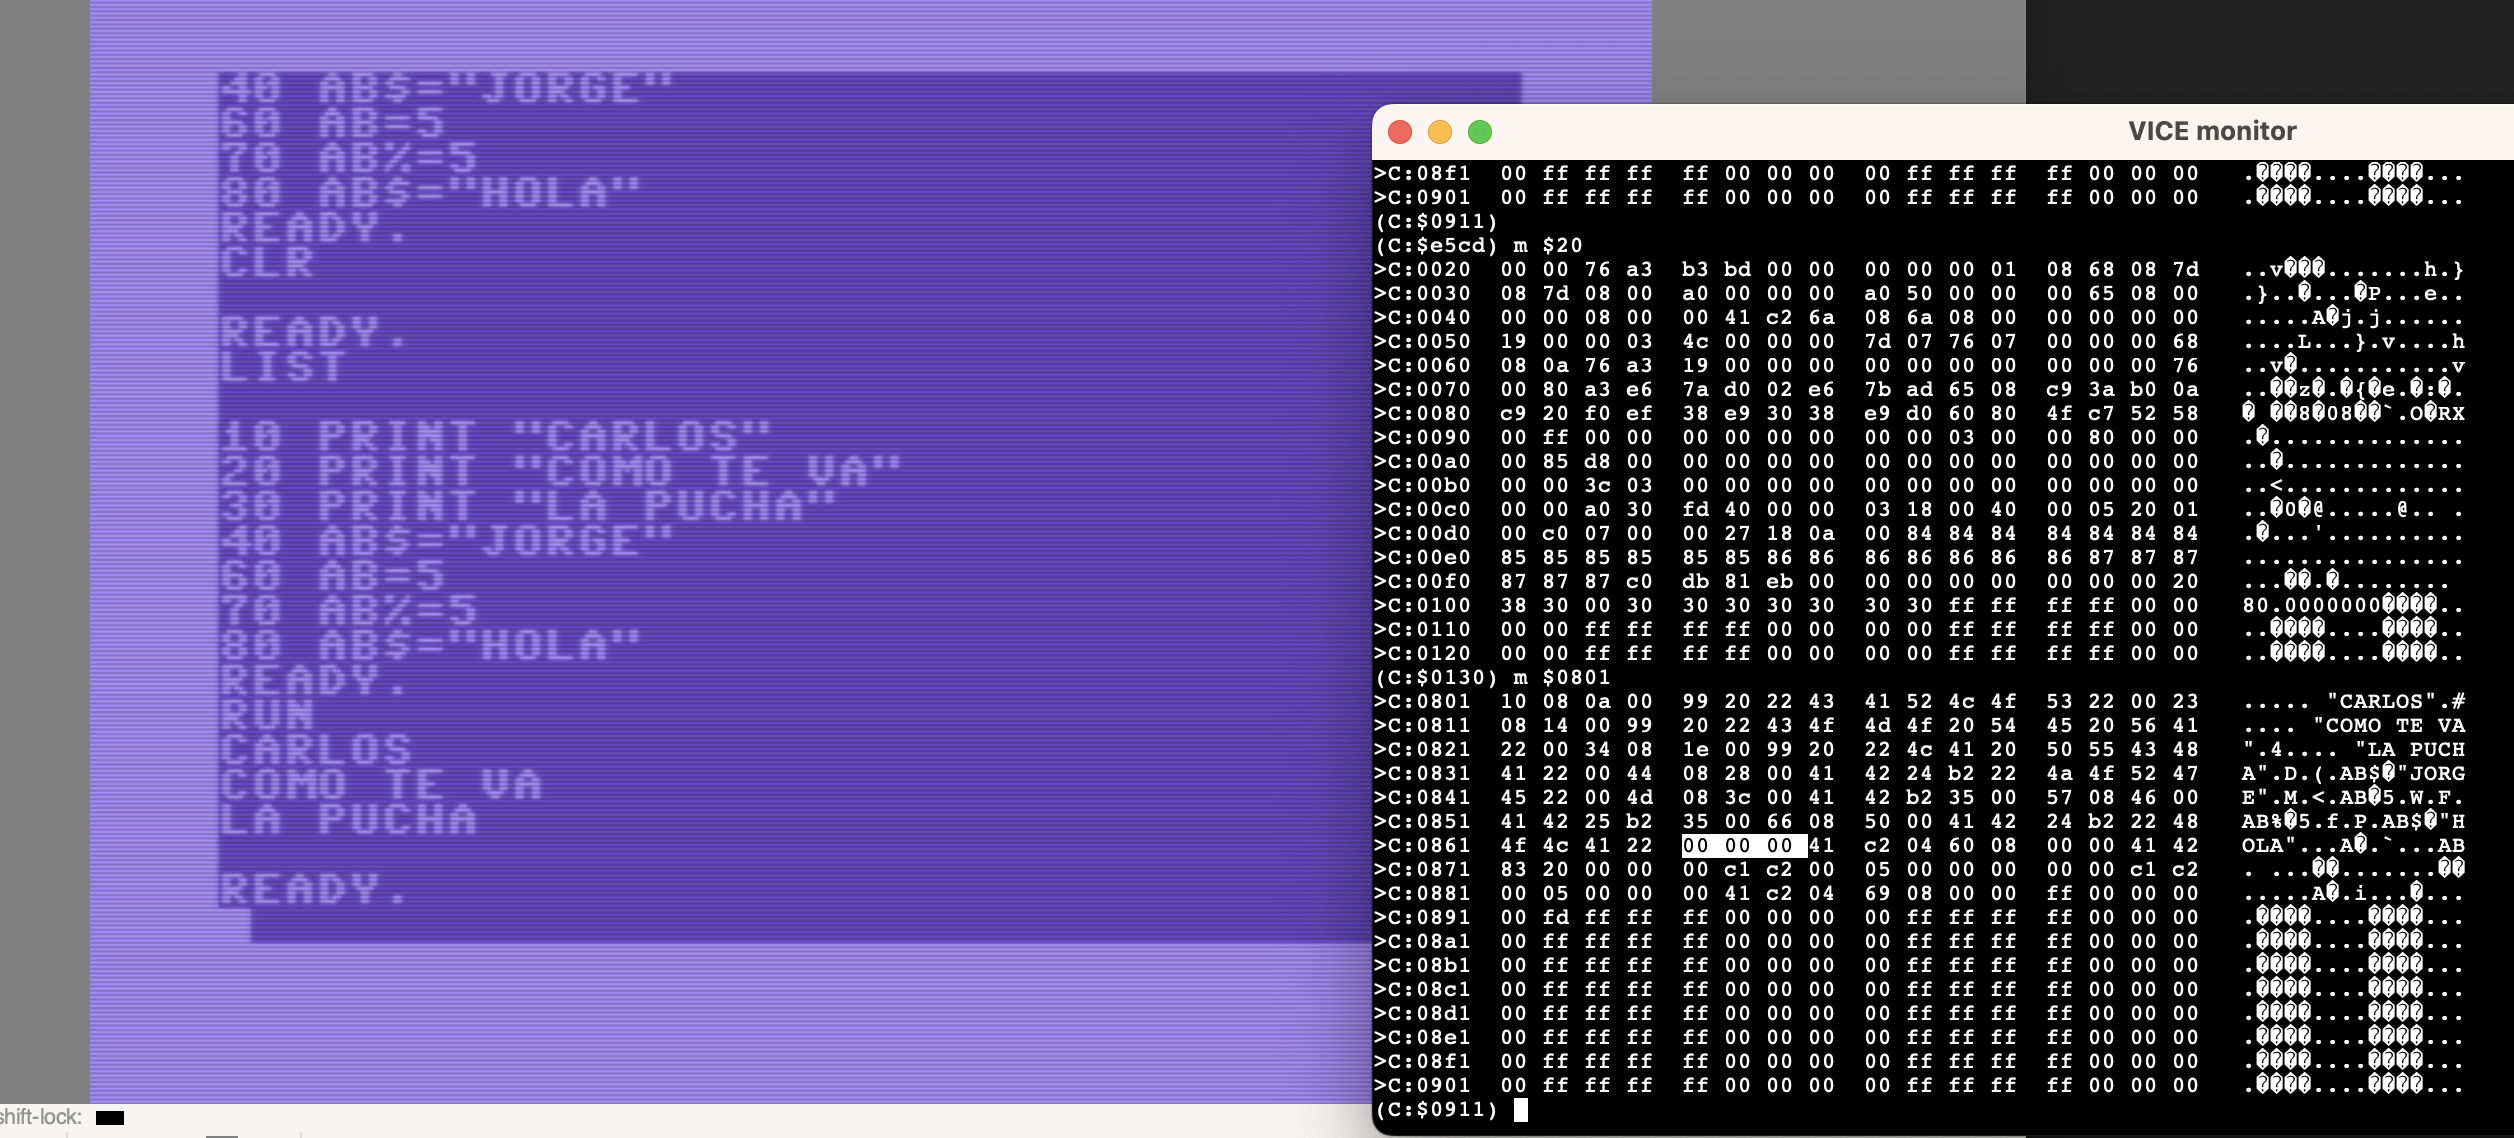 40 AB$="JORGE"
60 AB=5
70 AB%=5
80 AB$="HOLA"
READY.
CLR
READY.
LIST
10 PRINT "CARLOS"
20 PRINT "COMO TE VA"
30 PRINT "LA PUCHA"
40 AB$="JORGE"
60 AB=5
70 AB%=5
80 AB$="HOLA"
READY.
RUN
CARLOS
COMO TE VA
LA PUCHA
READY.
shift-lock:
VICE monitor
>C:08f1  00 ff ff ff  ff 00 00 00  00 ff ff ff  ff 00 00 00   .����....����...
>C:0901  00 ff ff ff  ff 00 00 00  00 ff ff ff  ff 00 00 00   .����....����...
(C:$0911)
(C:$e5cd) m $20
>C:0020  00 00 76 a3  b3 bd 00 00  00 00 00 01  08 68 08 7d   ..v���.......h.}
>C:0030  08 7d 08 00  a0 00 00 00  a0 50 00 00  00 65 08 00   .}..�...�P...e..
>C:0040  00 00 08 00  00 41 c2 6a  08 6a 08 00  00 00 00 00   .....A�j.j......
>C:0050  19 00 00 03  4c 00 00 00  7d 07 76 07  00 00 00 68   ....L...}.v....h
>C:0060  08 0a 76 a3  19 00 00 00  00 00 00 00  00 00 00 76   ..v�...........v
>C:0070  00 80 a3 e6  7a d0 02 e6  7b ad 65 08  c9 3a b0 0a   ..��z�.�{�e.�:�.
>C:0080  c9 20 f0 ef  38 e9 30 38  e9 d0 60 80  4f c7 52 58   � ��8�08��`.O�RX
>C:0090  00 ff 00 00  00 00 00 00  00 00 03 00  00 80 00 00   .�..............
>C:00a0  00 85 d8 00  00 00 00 00  00 00 00 00  00 00 00 00   ..�.............
>C:00b0  00 00 3c 03  00 00 00 00  00 00 00 00  00 00 00 00   ..<.............
>C:00c0  00 00 a0 30  fd 40 00 00  03 18 00 40  00 05 20 01   ..�0�@.....@.. .
>C:00d0  00 c0 07 00  00 27 18 0a  00 84 84 84  84 84 84 84   .�...'..........
>C:00e0  85 85 85 85  85 85 86 86  86 86 86 86  86 87 87 87   ................
>C:00f0  87 87 87 c0  db 81 eb 00  00 00 00 00  00 00 00 20   ...��.�........
>C:0100  38 30 00 30  30 30 30 30  30 30 ff ff  ff ff 00 00   80.0000000����..
>C:0110  00 00 ff ff  ff ff 00 00  00 00 ff ff  ff ff 00 00   ..����....����..
>C:0120  00 00 ff ff  ff ff 00 00  00 00 ff ff  ff ff 00 00   ..����....����..
(C:$0130) m $0801
>C:0801  10 08 0a 00  99 20 22 43  41 52 4c 4f  53 22 00 23   ..... "CARLOS".#
>C:0811  08 14 00 99  20 22 43 4f  4d 4f 20 54  45 20 56 41   .... "COMO TE VA
>C:0821  22 00 34 08  1e 00 99 20  22 4c 41 20  50 55 43 48   ".4.... "LA PUCH
>C:0831  41 22 00 44  08 28 00 41  42 24 b2 22  4a 4f 52 47   A".D.(.AB$�"JORG
>C:0841  45 22 00 4d  08 3c 00 41  42 b2 35 00  57 08 46 00   E".M.<.AB�5.W.F.
>C:0851  41 42 25 b2  35 00 66 08  50 00 41 42  24 b2 22 48   AB%�5.f.P.AB$�"H
>C:0861  4f 4c 41 22  00 00 00 41  c2 04 60 08  00 00 41 42   OLA"...A�.`...AB
>C:0871  83 20 00 00  00 c1 c2 00  05 00 00 00  00 00 c1 c2   . ...��.......��
>C:0881  00 05 00 00  00 41 c2 04  69 08 00 00  ff 00 00 00   .....A�.i...�...
>C:0891  00 fd ff ff  ff 00 00 00  00 ff ff ff  ff 00 00 00   .����....����...
>C:08a1  00 ff ff ff  ff 00 00 00  00 ff ff ff  ff 00 00 00   .����....����...
>C:08b1  00 ff ff ff  ff 00 00 00  00 ff ff ff  ff 00 00 00   .����....����...
>C:08c1  00 ff ff ff  ff 00 00 00  00 ff ff ff  ff 00 00 00   .����....����...
>C:08d1  00 ff ff ff  ff 00 00 00  00 ff ff ff  ff 00 00 00   .����....����...
>C:08e1  00 ff ff ff  ff 00 00 00  00 ff ff ff  ff 00 00 00   .����....����...
>C:08f1  00 ff ff ff  ff 00 00 00  00 ff ff ff  ff 00 00 00   .����....����...
>C:0901  00 ff ff ff  ff 00 00 00  00 ff ff ff  ff 00 00 00   .����....����...
(C:$0911)